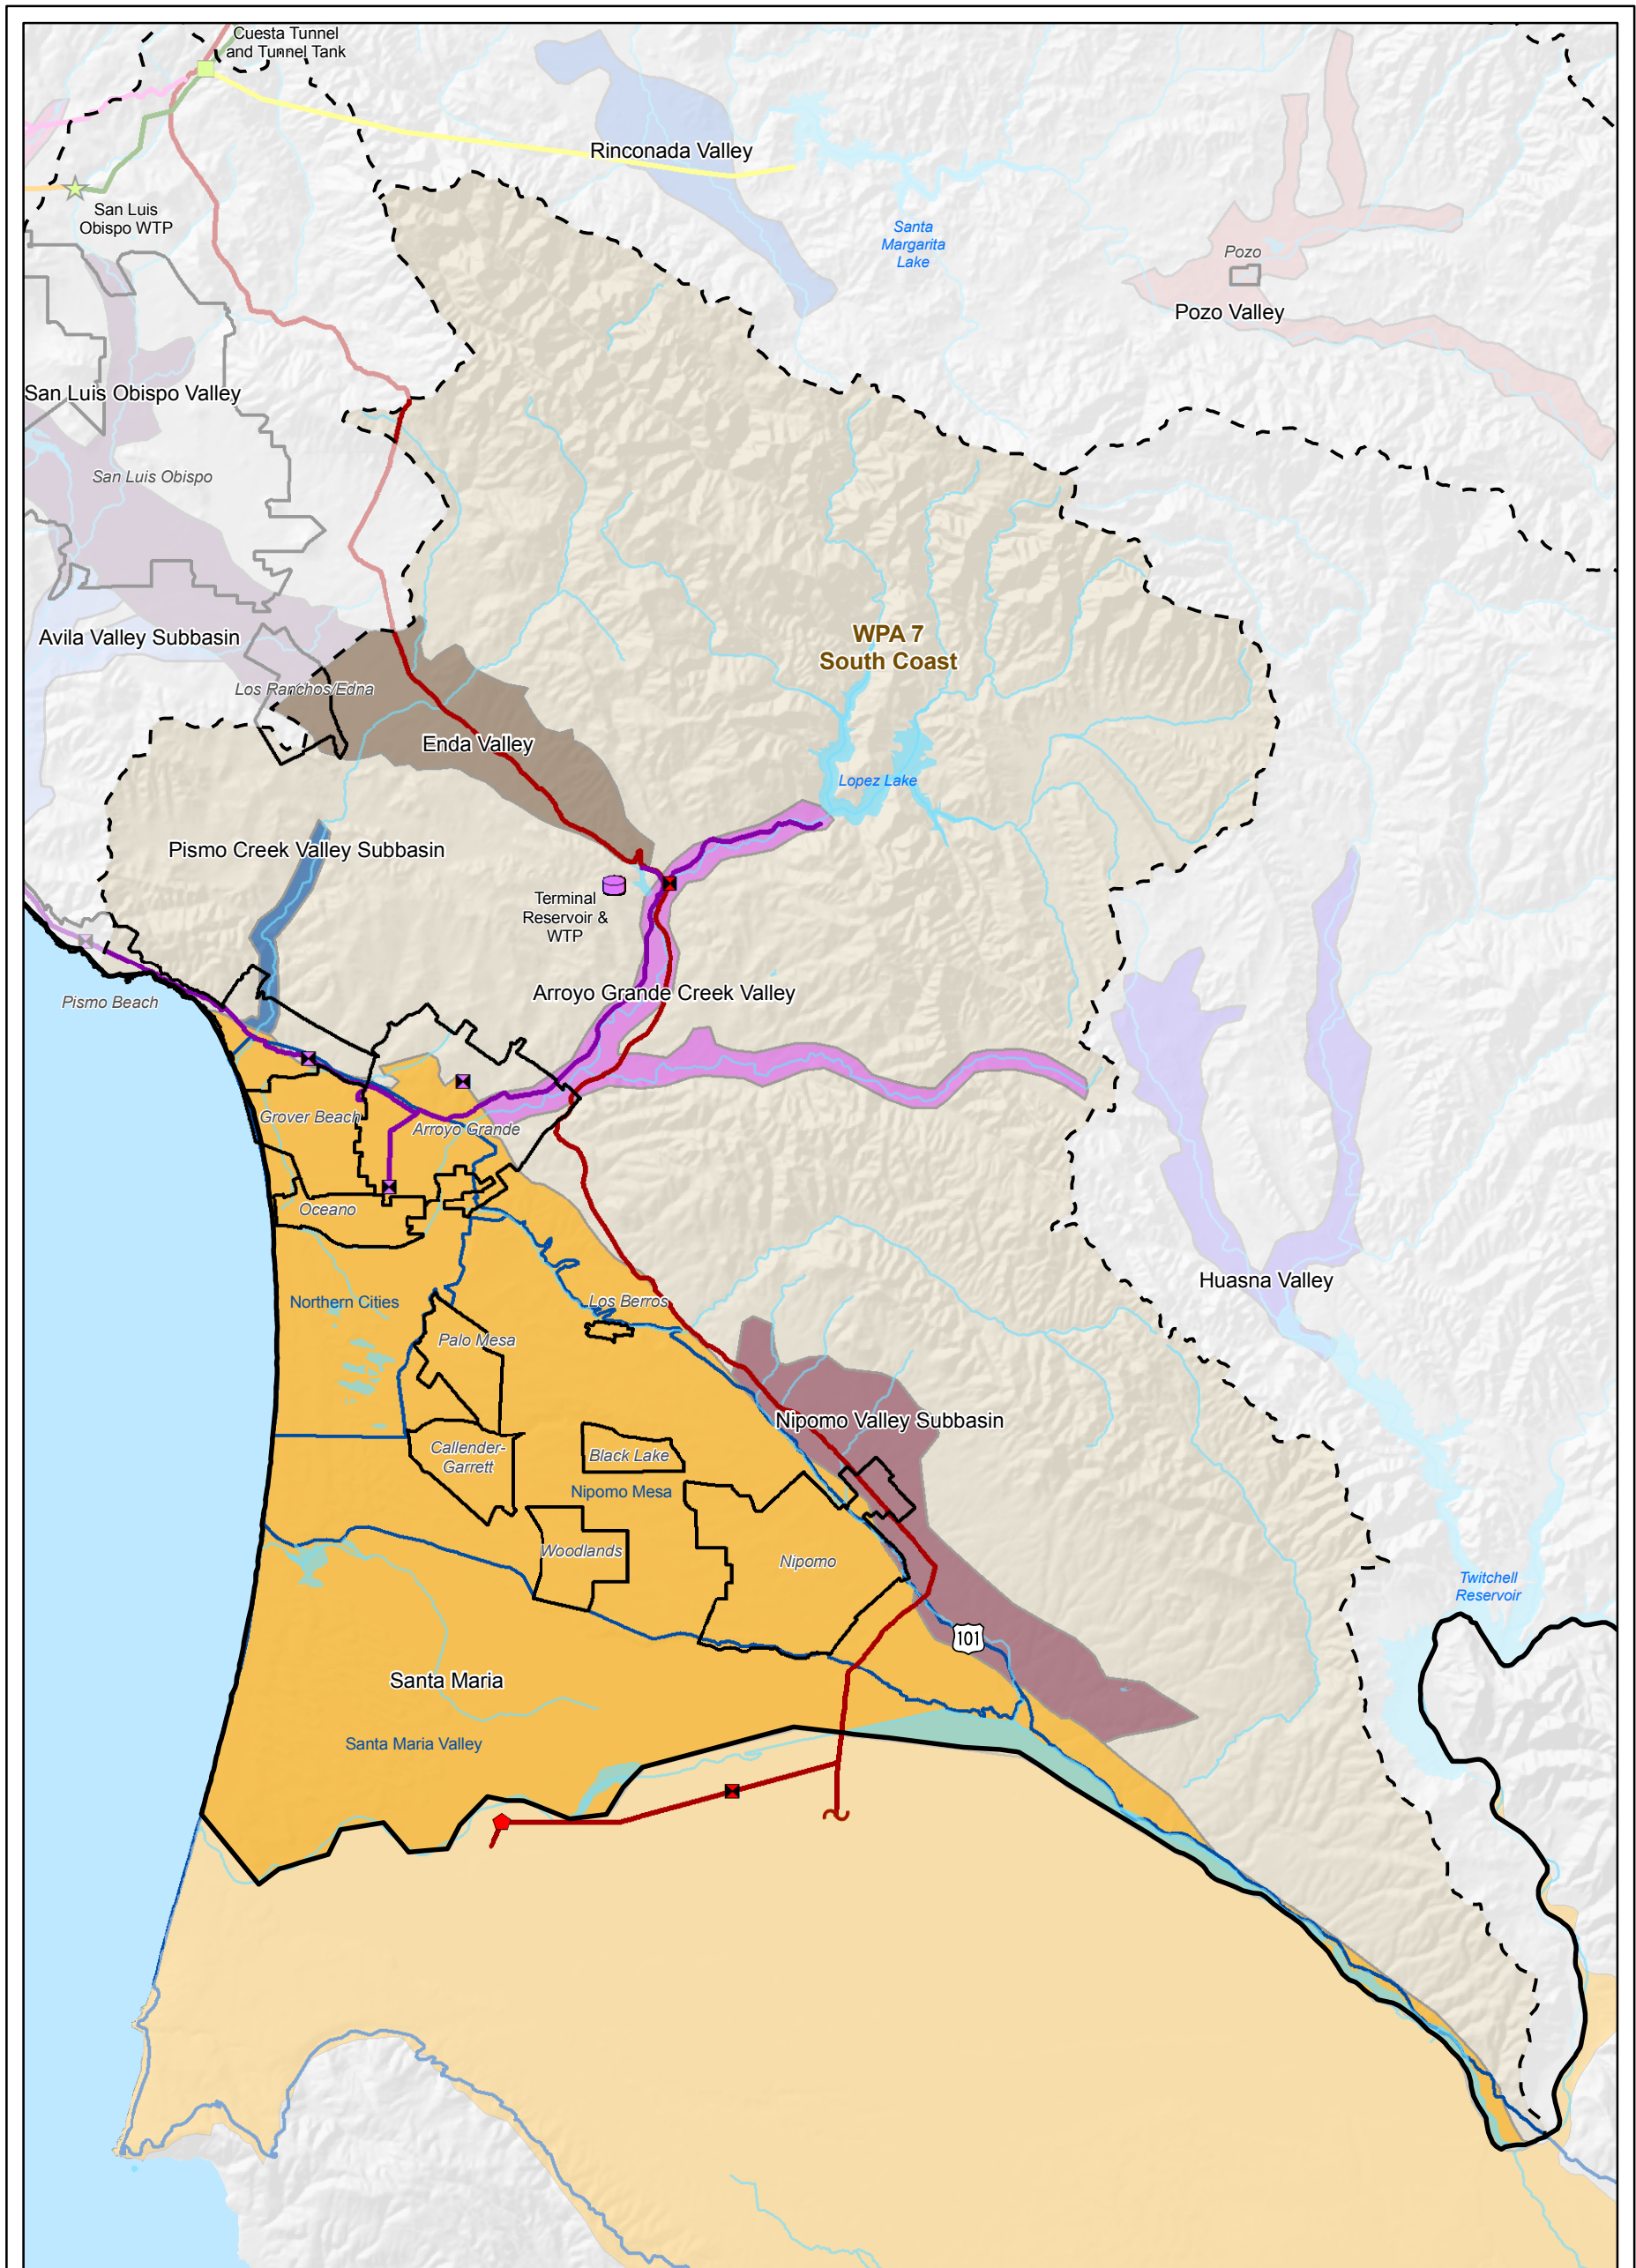 Cuesta Tunnel
and Tunnel Tank
Rinconada Valley
San Luis
Obispo WTP
Santa
Margarita
Lake
Pozo
Pozo Valley
San Luis Obispo Valley
San Luis Obispo
Avila Valley Subbasin
WPA 7
South Coast
Los Ranchos/Edna
Enda Valley
Lopez Lake
Pismo Creek Valley Subbasin
Terminal
Reservoir &
WTP
Arroyo Grande Creek Valley
Pismo Beach
Grover Beach
Arroyo Grande
Oceano
Huasna Valley
Northern Cities
Los Berros
Palo Mesa
Nipomo Valley Subbasin
Callender-
Garrett
Black Lake
Nipomo Mesa
Woodlands
Nipomo
Twitchell
Reservoir
101
Santa Maria
Santa Maria Valley